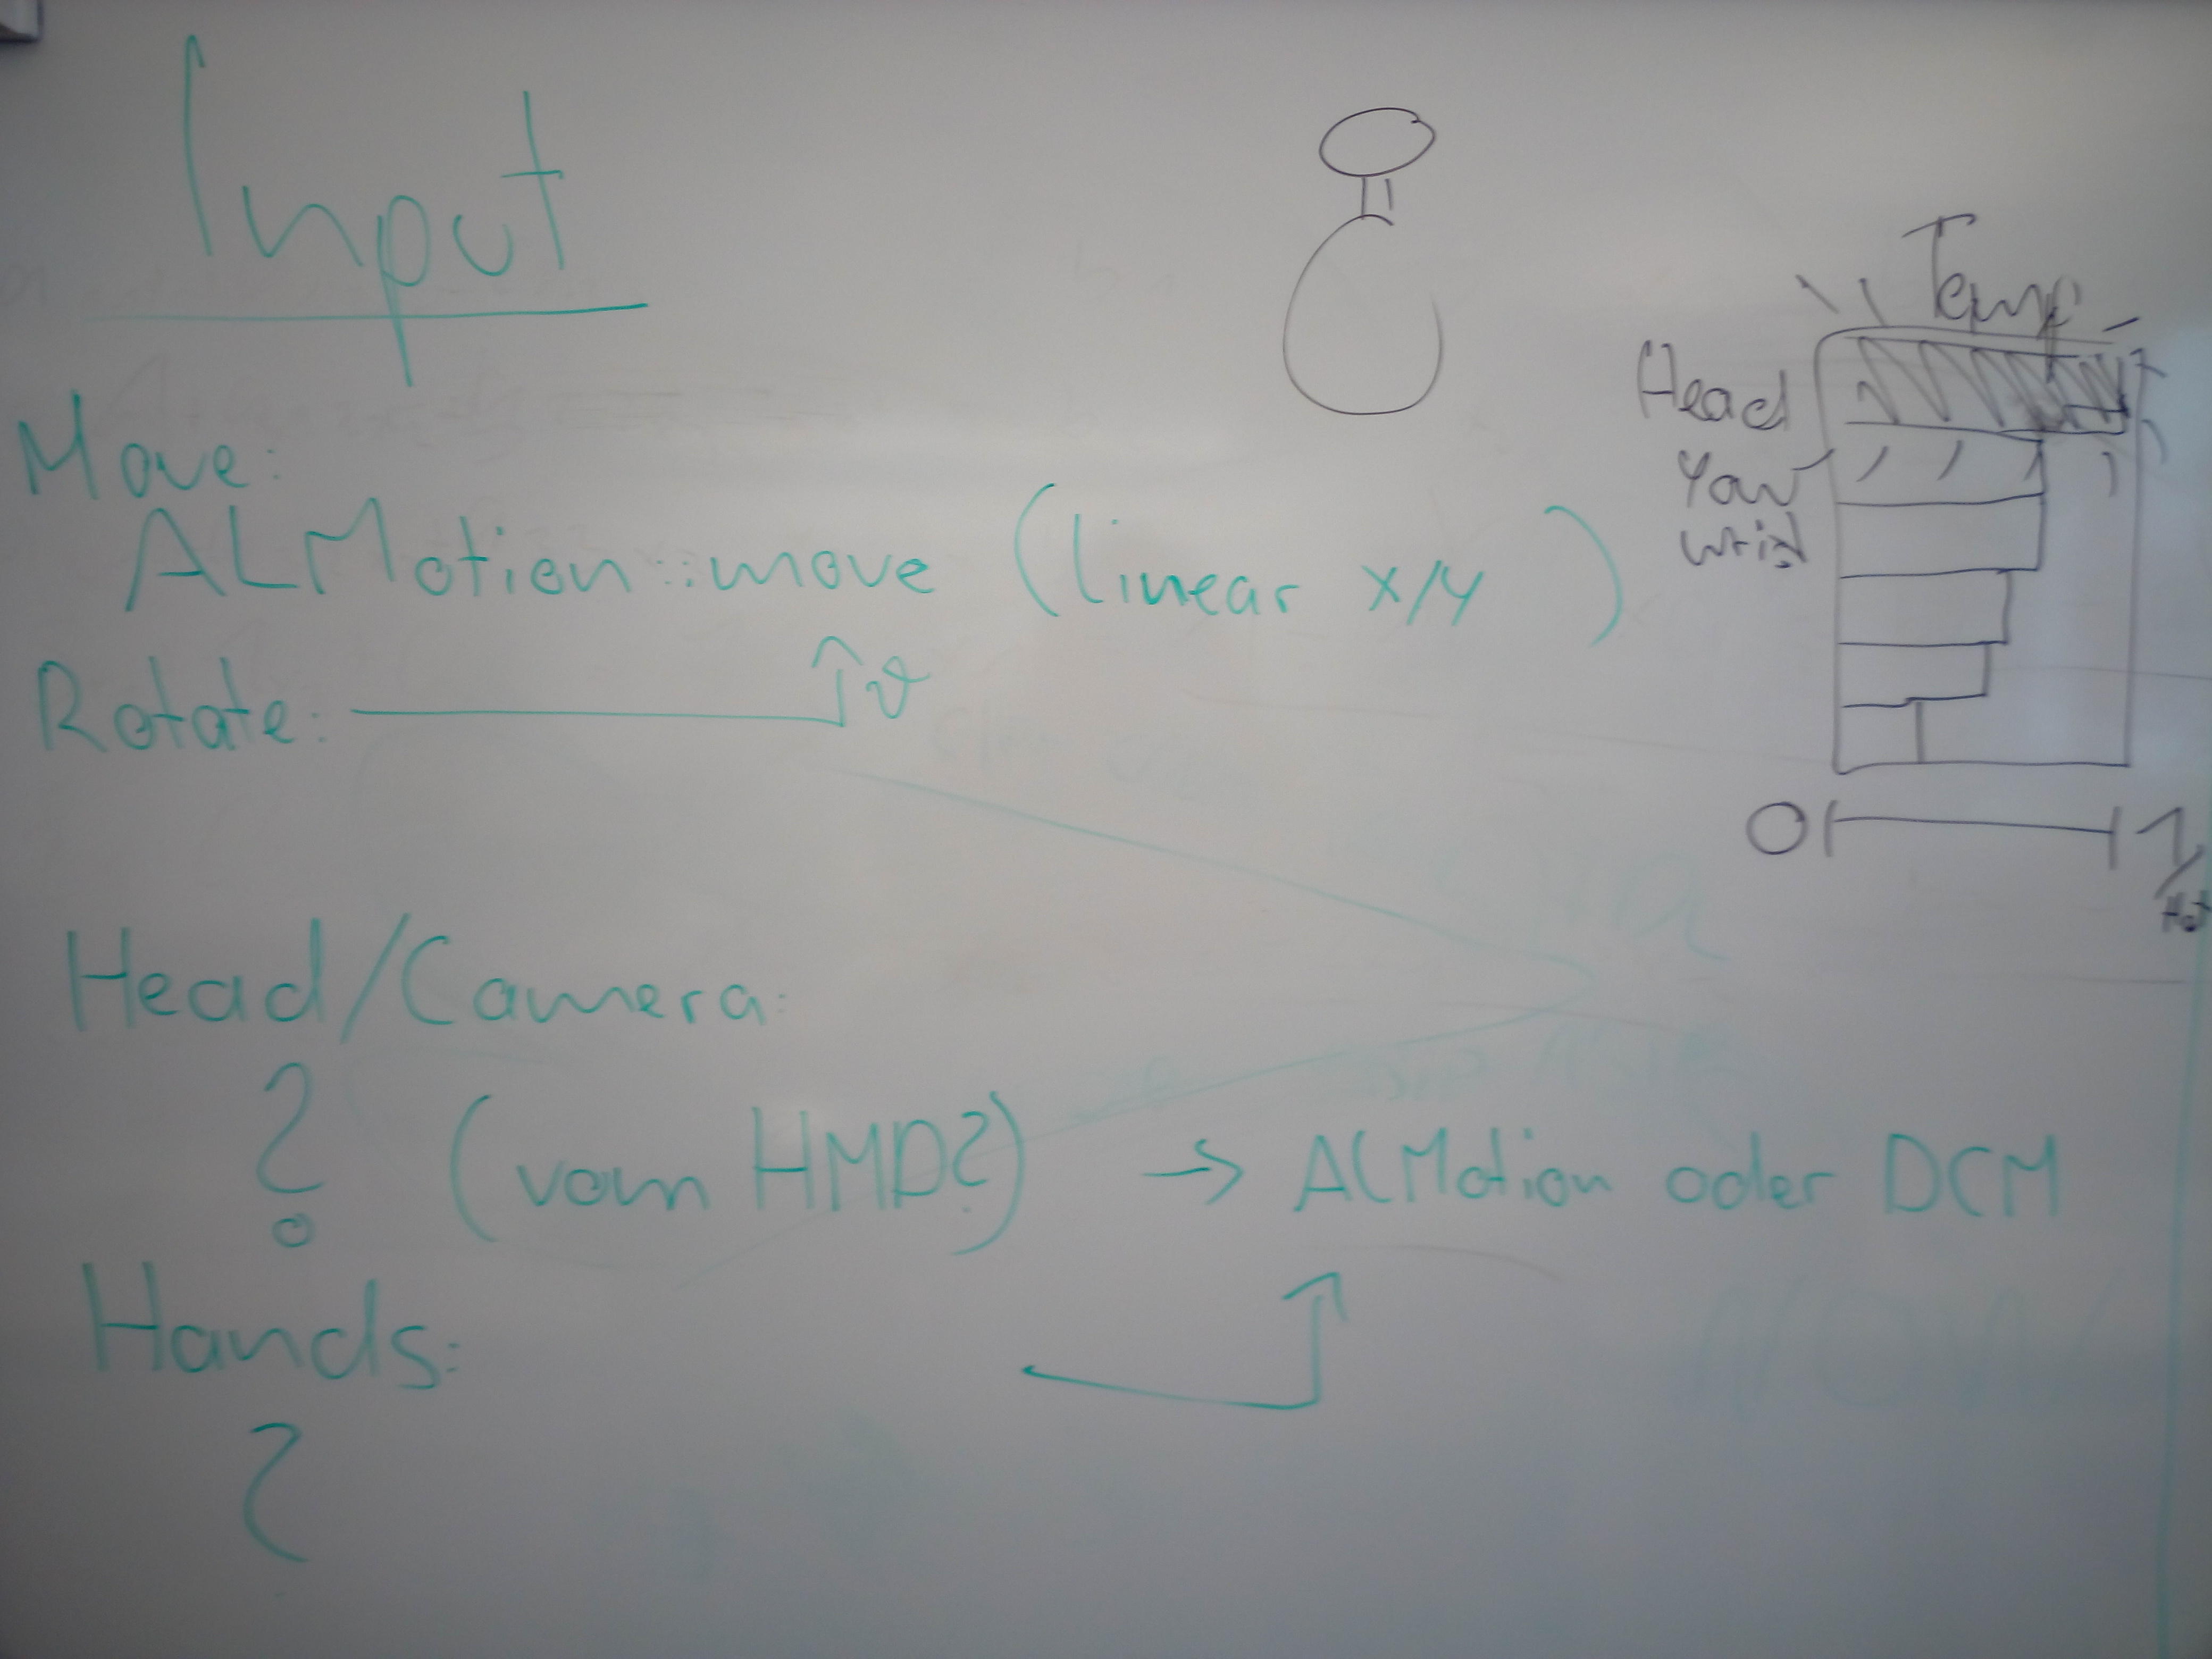 Input
Move:
ALMotion::move (linear x/y )
Rotate: ϑ
Head/Camera:
? (vom HMD?) → ALMotion oder DCM
Hands:
?
Temp
Head
Yaw
Wrist
0 1
Hot